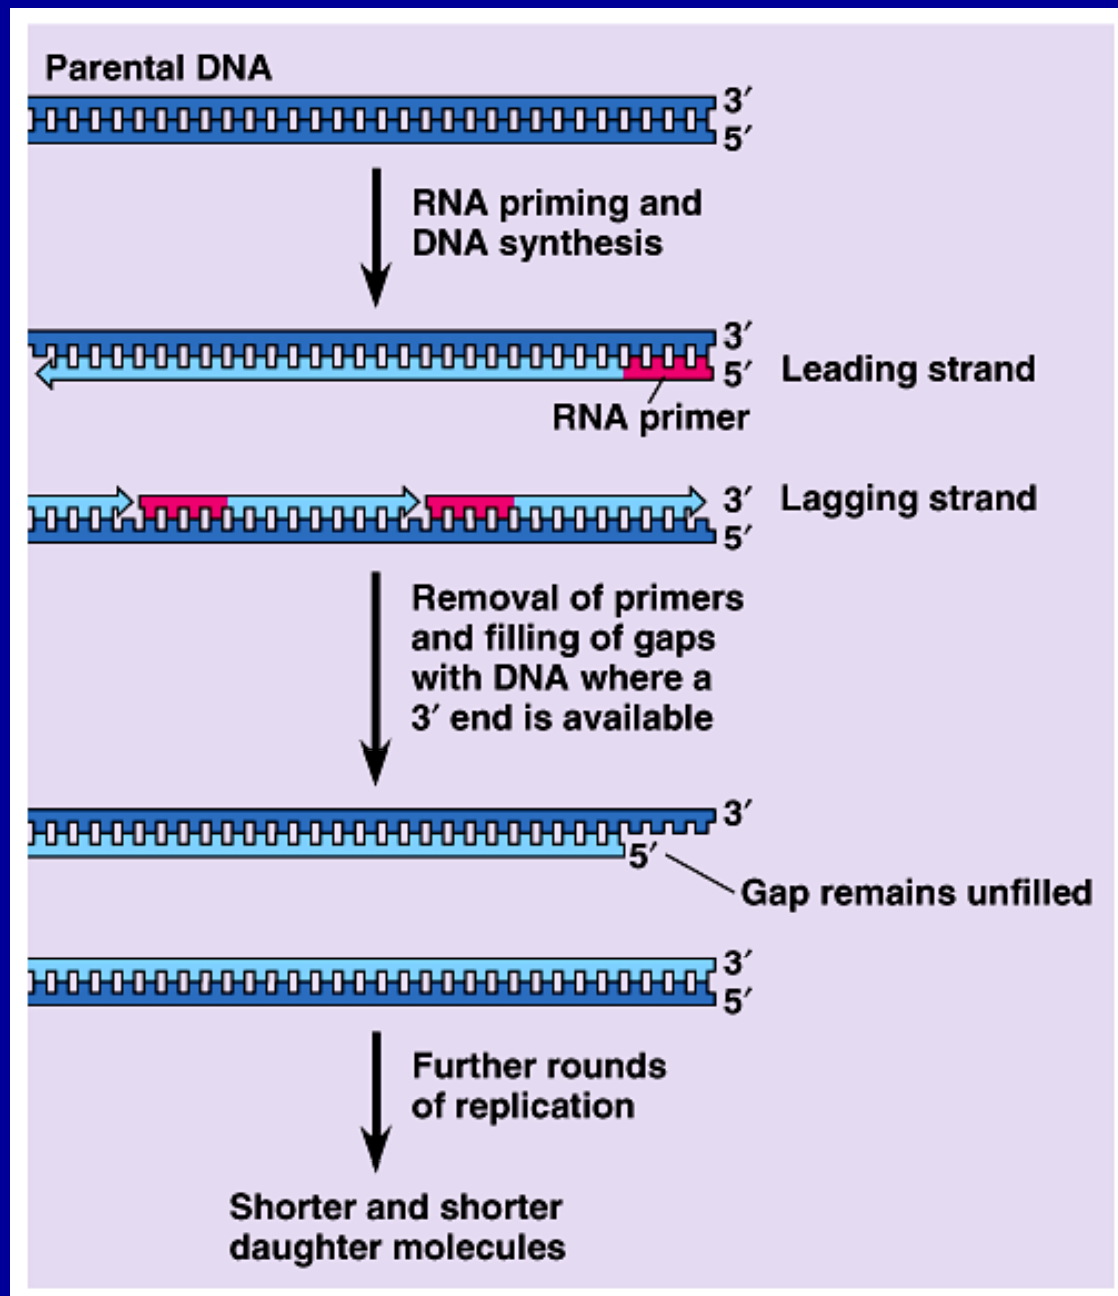 Parental DNA
3′
5′
RNA priming and
DNA synthesis
3′
5′
Leading strand
RNA primer
3′
Lagging strand
5′
Removal of primers
and filling of gaps
with DNA where a
3′ end is available
3′
5′
Gap remains unfilled
3′
5′
Further rounds
of replication
Shorter and shorter
daughter molecules